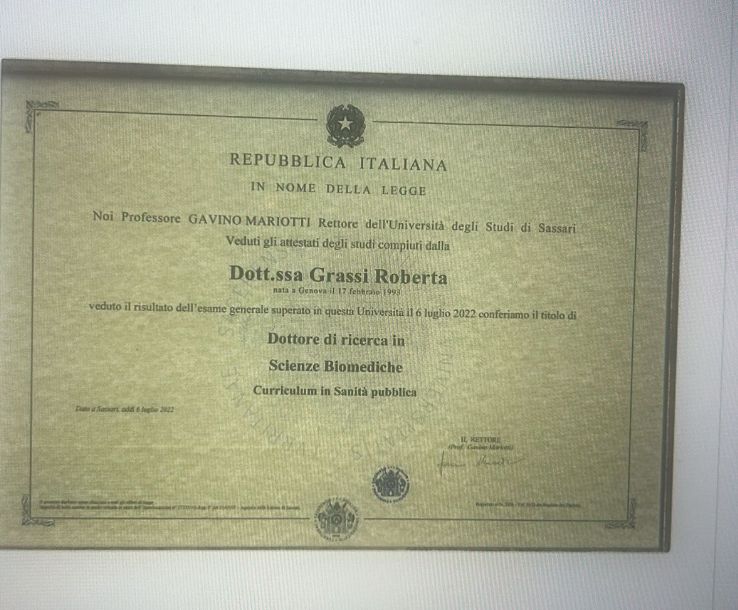 REPUBBLICA ITALIANA
IN NOME DELLA LEGGE
Noi Professore GAVINO MARIOTTI Rettore dell'Università degli Studi di Sassari
Veduti gli attestati degli studi compiuti dalla
Dott.ssa Grassi Roberta
nata a Genova il 17 febbraio 1993
veduto il risultato dell'esame generale superato in questa Università il 6 luglio 2022 conferiamo il titolo di
Dottore di ricerca in
Scienze Biomediche
Curriculum in Sanità pubblica
Dato a Sassari, addì 6 luglio 2022
IL RETTORE
(Prof. Gavino Mariotti)